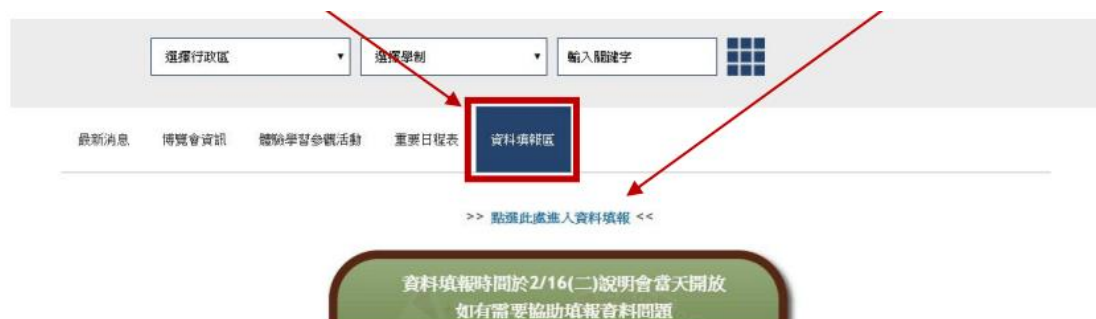 選擇行政區
選擇學制
輸入關鍵字
最新消息 博覽會資訊 體驗學習參觀活動 重要日程表 資料填報區
>> 點選此處進入資料填報 <<
資料填報時間於2/16(二)說明會當天開放
如有需要協助填報資料問題